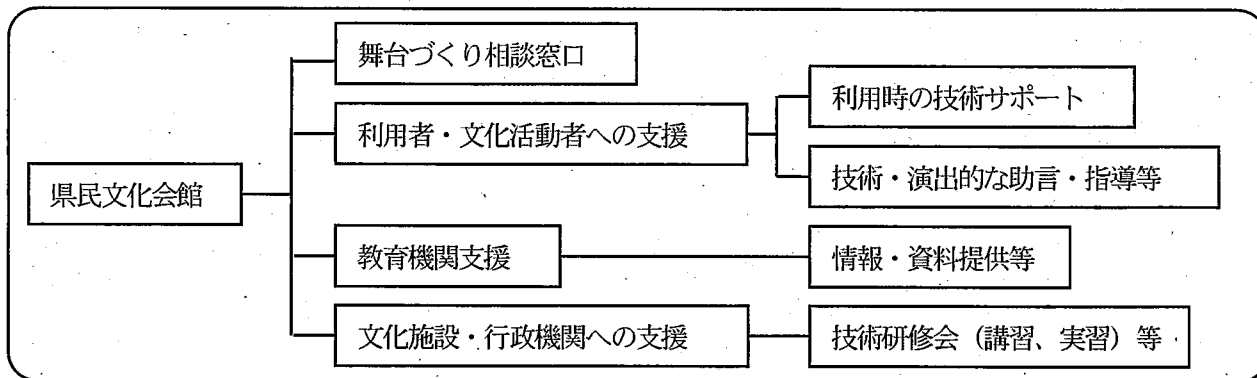 県民文化会館
舞台づくり相談窓口
利用者・文化活動者への支援
利用時の技術サポート
技術・演出的な助言・指導等
教育機関支援
情報・資料提供等
文化施設・行政機関への支援
技術研修会（講習、実習）等